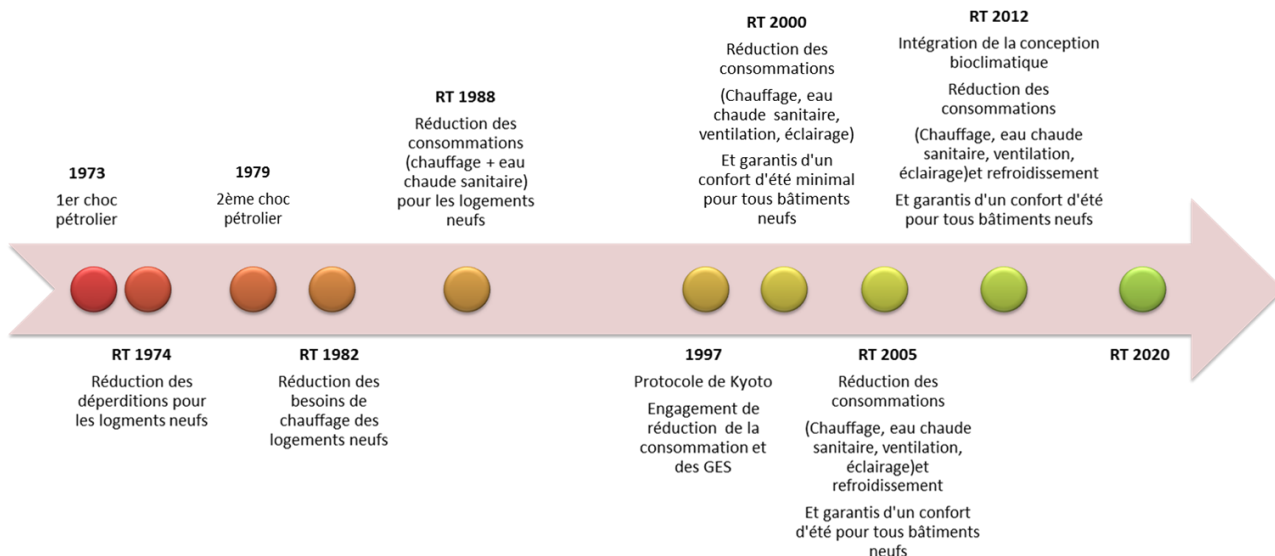 1973
1er choc
pétrolier
RT 1974
Réduction des
déperditions pour
les logments neufs
1979
2ème choc
pétrolier
RT 1982
Réduction des
besoins de
chauffage des
logements neufs
RT 1988
Réduction des
consommations
(chauffage + eau
chaude sanitaire)
pour les logements
neufs
1997
Protocole de Kyoto
Engagement de
réduction de la
consommation et
des GES
RT 2000
Réduction des
consommations
(Chauffage, eau
chaude sanitaire,
ventilation, éclairage)
Et garantis d'un
confort d'été minimal
pour tous bâtiments
neufs
RT 2005
Réduction des
consommations
(Chauffage, eau chaude
sanitaire, ventilation,
éclairage)et
refroidissement
Et garantis d'un confort
d'été pour tous bâtiments
neufs
RT 2012
Intégration de la conception
bioclimatique
Réduction des
consommations
(Chauffage, eau chaude
sanitaire, ventilation,
éclairage)et refroidissement
Et garantis d'un confort d'été
pour tous bâtiments neufs
RT 2020